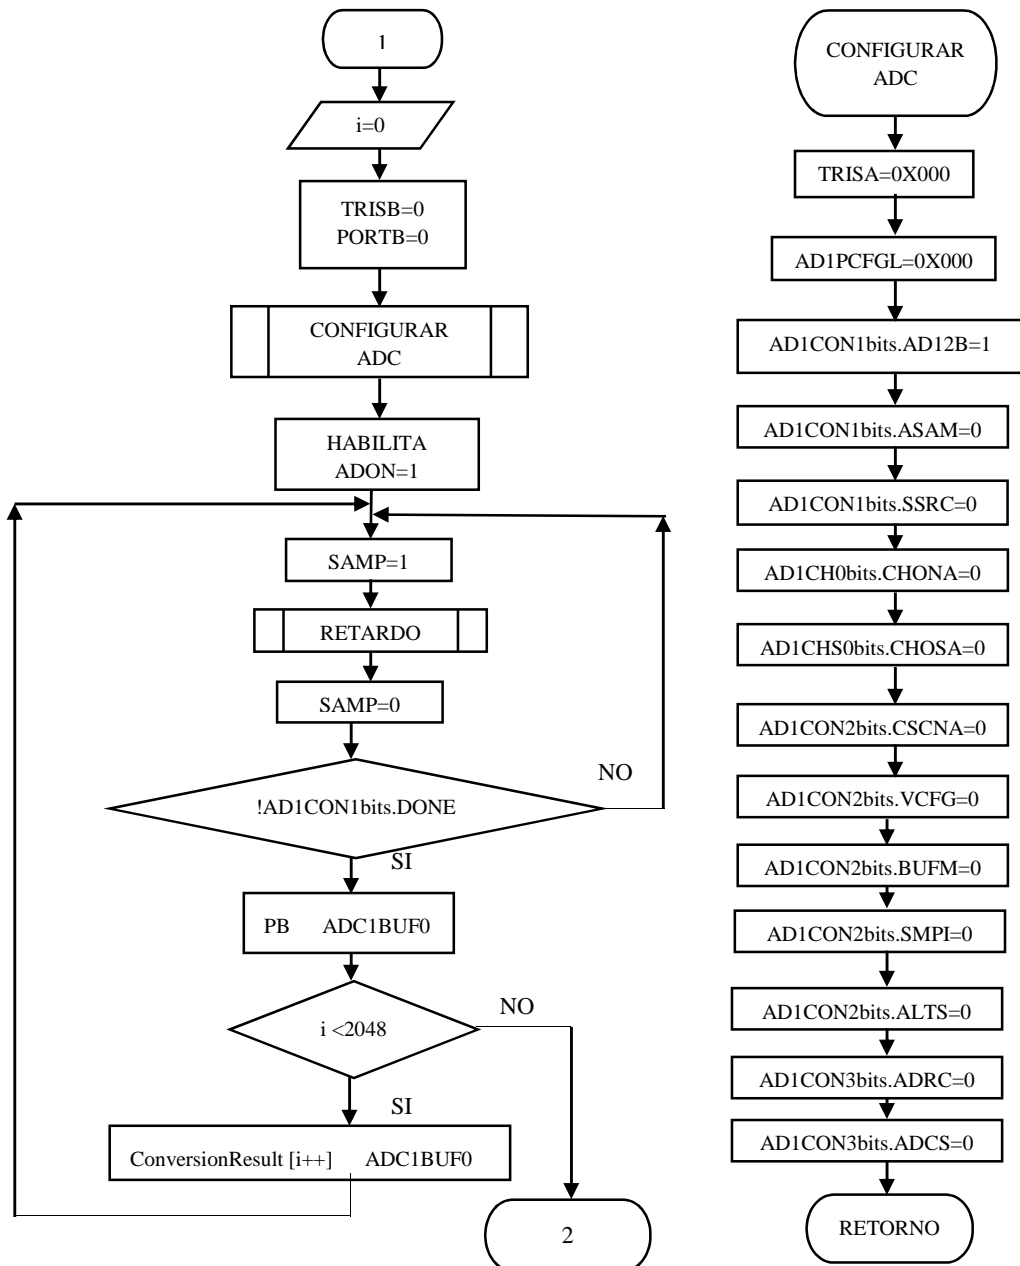 1
i=0
TRISB=0
PORTB=0
CONFIGURAR
ADC
HABILITA
ADON=1
SAMP=1
RETARDO
SAMP=0
NO
!AD1CON1bits.DONE
SI
PB ADC1BUF0
NO
i <2048
SI
ConversionResult [i++] ADC1BUF0
2
CONFIGURAR
ADC
TRISA=0X000
AD1PCFGL=0X000
AD1CON1bits.AD12B=1
AD1CON1bits.ASAM=0
AD1CON1bits.SSRC=0
AD1CH0bits.CHONA=0
AD1CHS0bits.CHOSA=0
AD1CON2bits.CSCNA=0
AD1CON2bits.VCFG=0
AD1CON2bits.BUFM=0
AD1CON2bits.SMPI=0
AD1CON2bits.ALTS=0
AD1CON3bits.ADRC=0
AD1CON3bits.ADCS=0
RETORNO